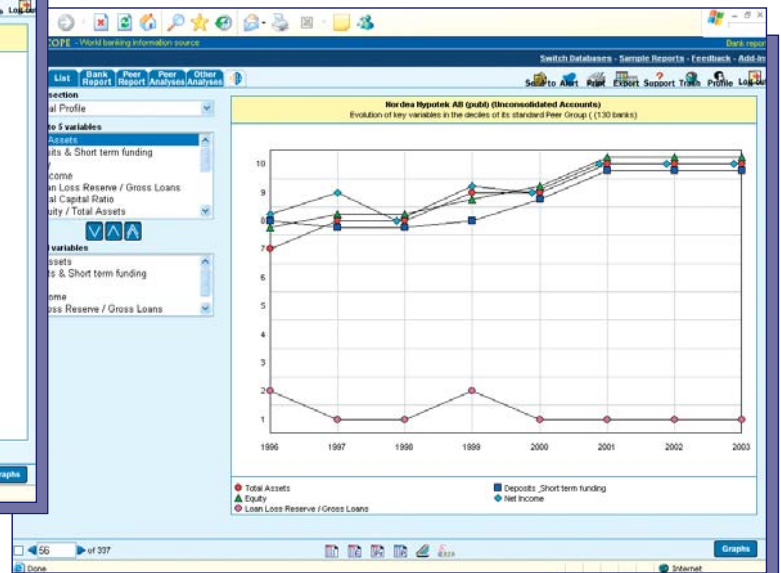 COPE - World banking information source
Bank repor
Switch Databases - Sample Reports - Feedback - Add-In
List
Bank Report
Peer Report
Peer Analyses
Other Analyses
Send to Alert Print Export Support Train Profile Log out
section
al Profile
to 5 variables
Assets
its & Short term funding
y
come
an Loss Reserve / Gross Loans
al Capital Ratio
uity / Total Assets
l variables
ssets
ts & Short term funding
ome
oss Reserve / Gross Loans
Nordea Hypotek AB (publ) (Unconsolidated Accounts)
Evolution of key variables in the deciles of its standard Peer Group ( (130 banks)
10
9
8
7
6
5
4
3
2
1
1996 1997 1998 1999 2000 2001 2002 2003
Total Assets
Deposits _Short term funding
Equity
Net Income
Loan Loss Reserve / Gross Loans
56 of 337
Graphs
Done
Internet
Log out
raphs